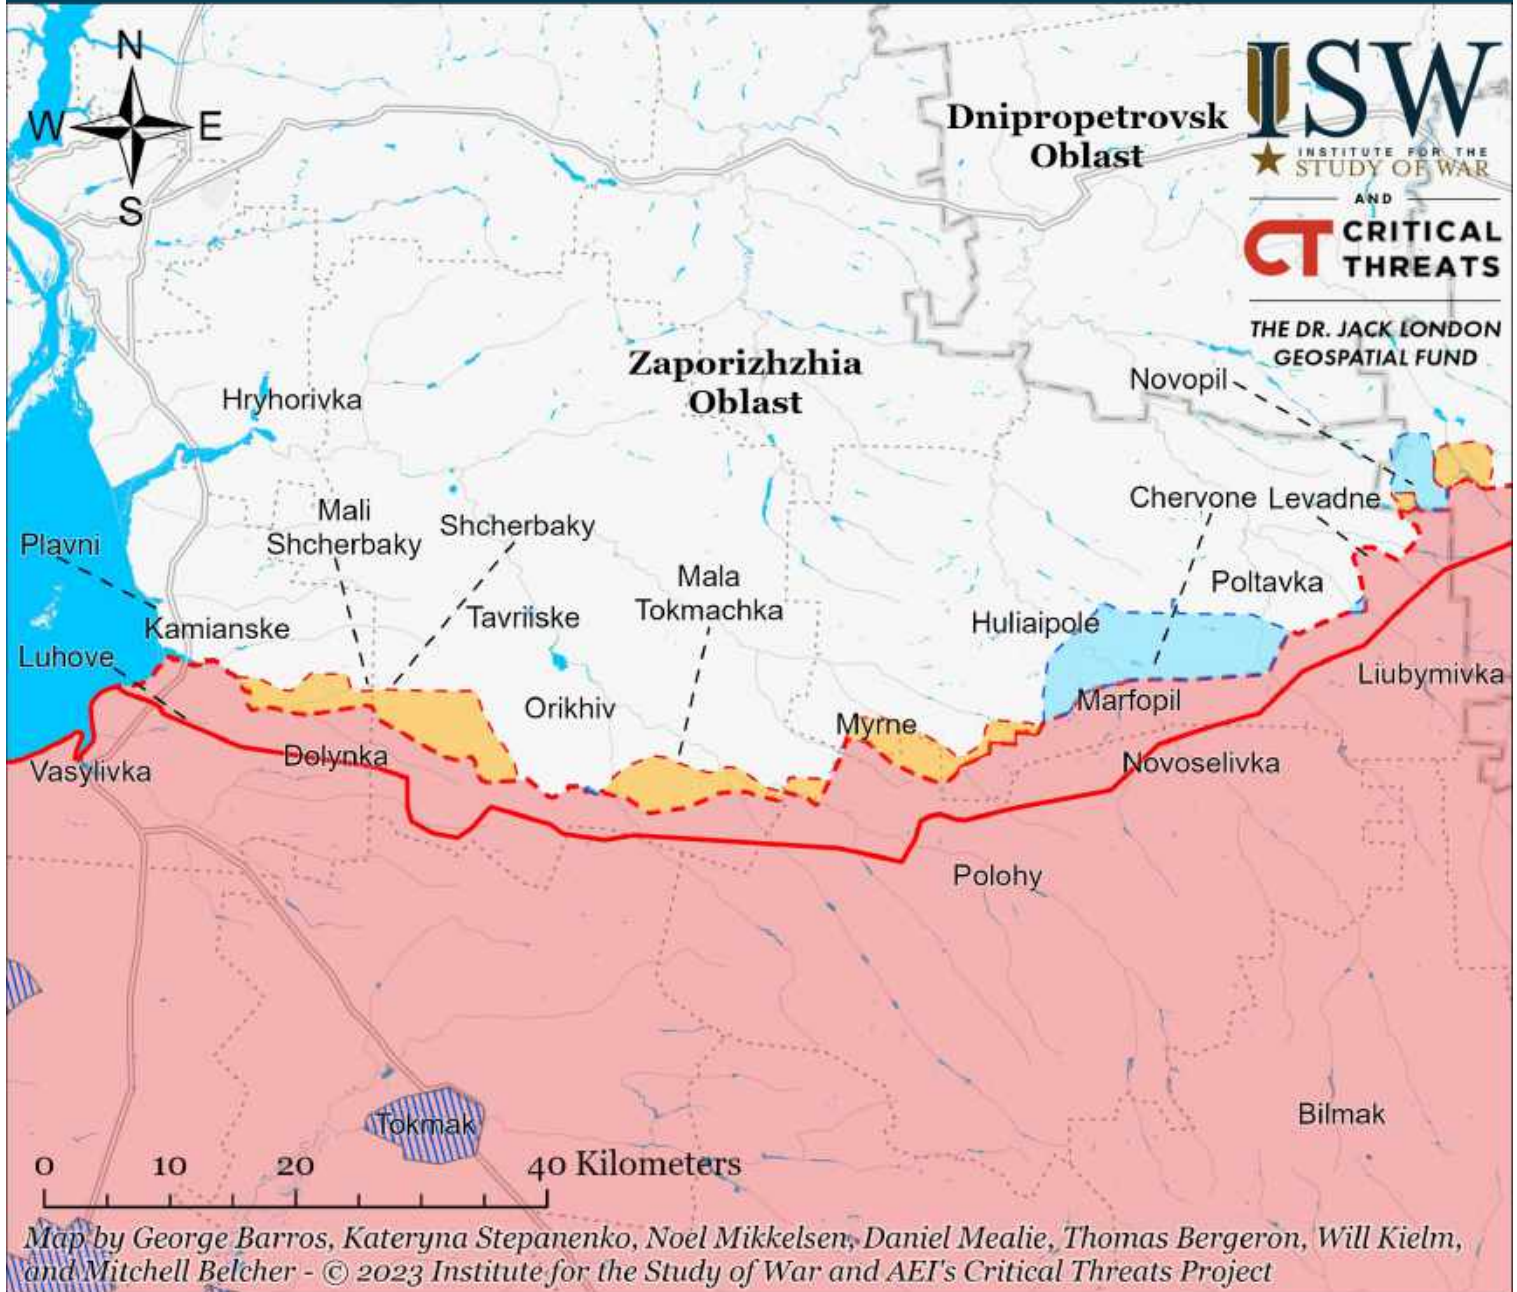 N
W E
S
Dnipropetrovsk
Oblast
ISW
INSTITUTE FOR THE
STUDY OF WAR
AND
CT CRITICAL
THREATS
THE DR. JACK LONDON
GEOSPATIAL FUND
Zaporizhzhia
Oblast
Novopil
Hryhorivka
Chervone Levadne
Mali
Shcherbaky
Shcherbaky
Plavni
Mala
Tokmachka
Poltavka
Tavriiske
Huliaipole
Kamianske
Luhove
Liubymivka
Marfopil
Orikhiv
Myrne
Dolynka
Novoselivka
Vasylivka
Polohy
Bilmak
Tokmak
0 10 20 40 Kilometers
Map by George Barros, Kateryna Stepanenko, Noel Mikkelsen, Daniel Mealie, Thomas Bergeron, Will Kielm,
and Mitchell Belcher - © 2023 Institute for the Study of War and AEI's Critical Threats Project